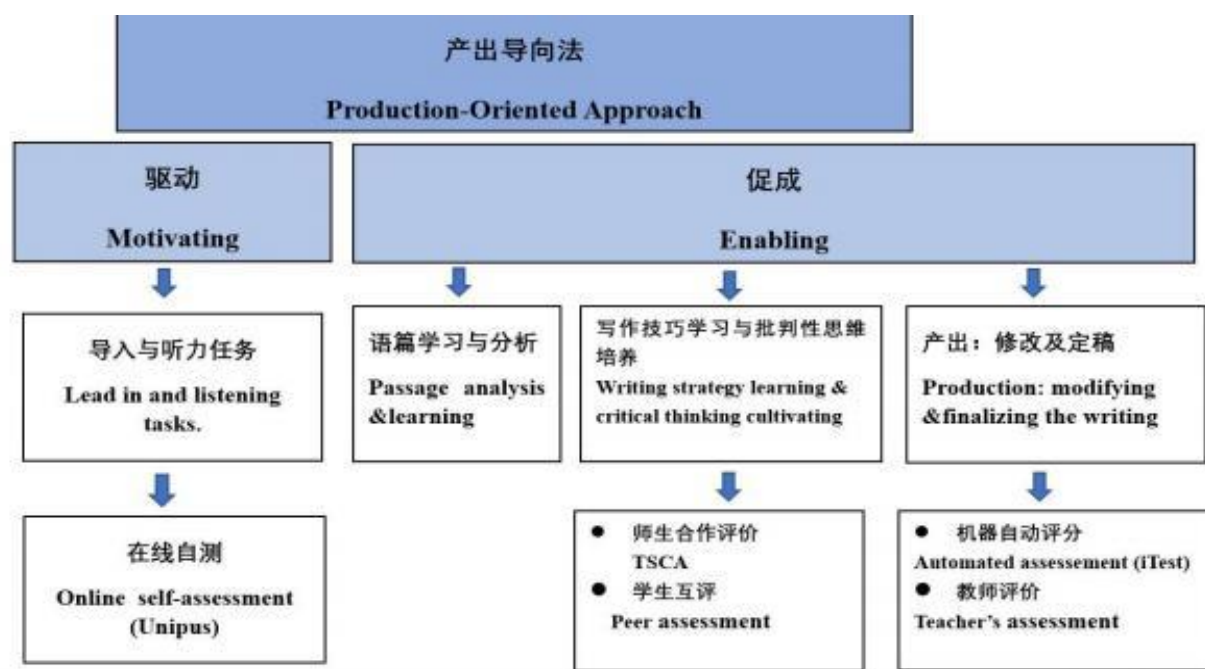 产出导向法
Production-Oriented Approach
驱动
Motivating
促成
Enabling
导入与听力任务
Lead in and listening
tasks.
语篇学习与分析
Passage analysis
&learning
写作技巧学习与批判性思维
培养
Writing strategy learning &
critical thinking cultivating
产出：修改及定稿
Production: modifying
&finalizing the writing
在线自测
Online self-assessment
(Unipus)
● 师生合作评价
TSCA
● 学生互评
Peer assessment
● 机器自动评分
Automated assessement (iTest)
● 教师评价
Teacher's assessment